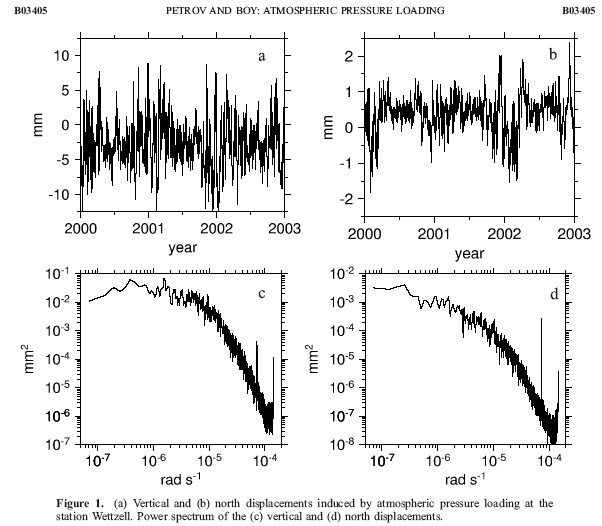 B03405 PETROV AND BOY: ATMOSPHERIC PRESSURE LOADING B03405
a
10
5
0
-5
-10
mm
2000 2001 2002 2003
year
b
2
1
0
-1
-2
mm
2000 2001 2002 2003
year
c
10-1
10-2
10-3
10-4
10-5
10-6
10-7
mm2
10-7 10-6 10-5 10-4
rad s-1
d
10-2
10-3
10-4
10-5
10-6
10-7
10-8
mm2
10-7 10-6 10-5 10-4
rad s-1
Figure 1. (a) Vertical and (b) north displacements induced by atmospheric pressure loading at the
station Wettzell. Power spectrum of the (c) vertical and (d) north displacements.